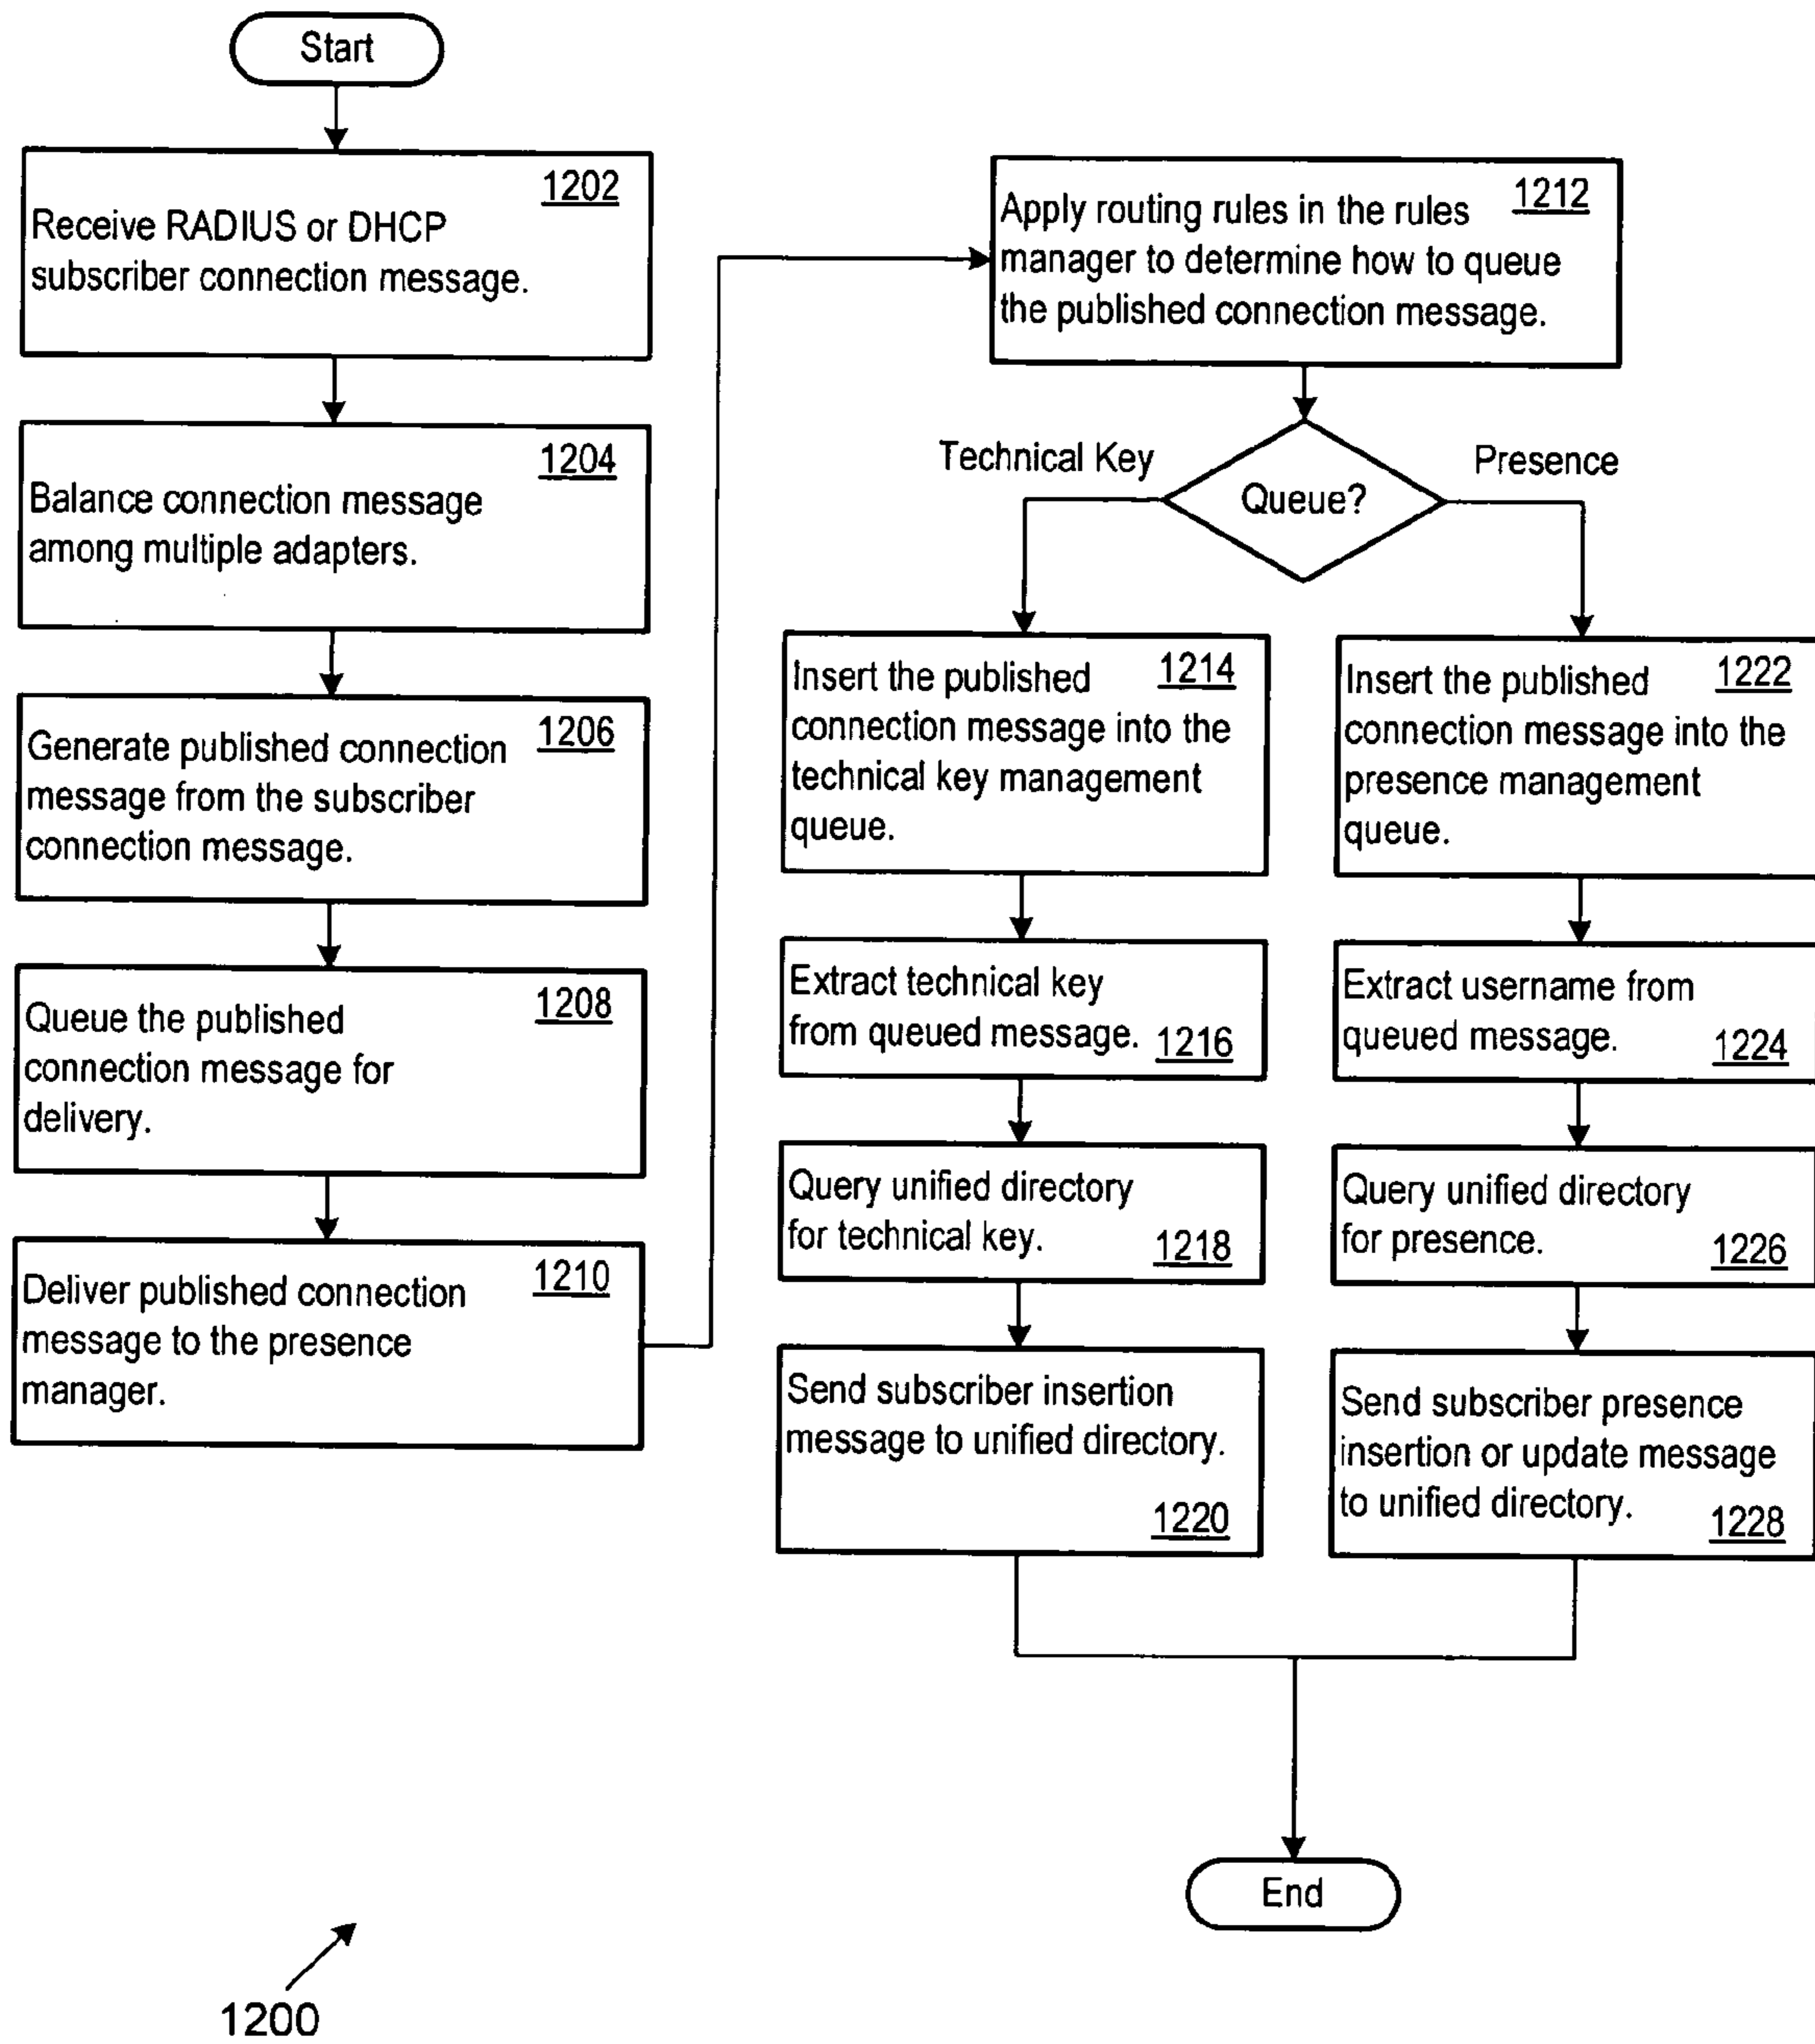 Start
1202
Receive RADIUS or DHCP
subscriber connection message.
1204
Balance connection message
among multiple adapters.
1206
Generate published connection
message from the subscriber
connection message.
1208
Queue the published
connection message for
delivery.
1210
Deliver published connection
message to the presence
manager.
1212
Apply routing rules in the rules
manager to determine how to queue
the published connection message.
Technical Key
Queue?
Presence
1214
Insert the published
connection message into the
technical key management
queue.
Extract technical key
from queued message.
1216
Query unified directory
for technical key.
1218
Send subscriber insertion
message to unified directory.
1220
1222
Insert the published
connection message into the
presence management
queue.
Extract username from
queued message.
1224
Query unified directory
for presence.
1226
Send subscriber presence
insertion or update message
to unified directory.
1228
End
1200